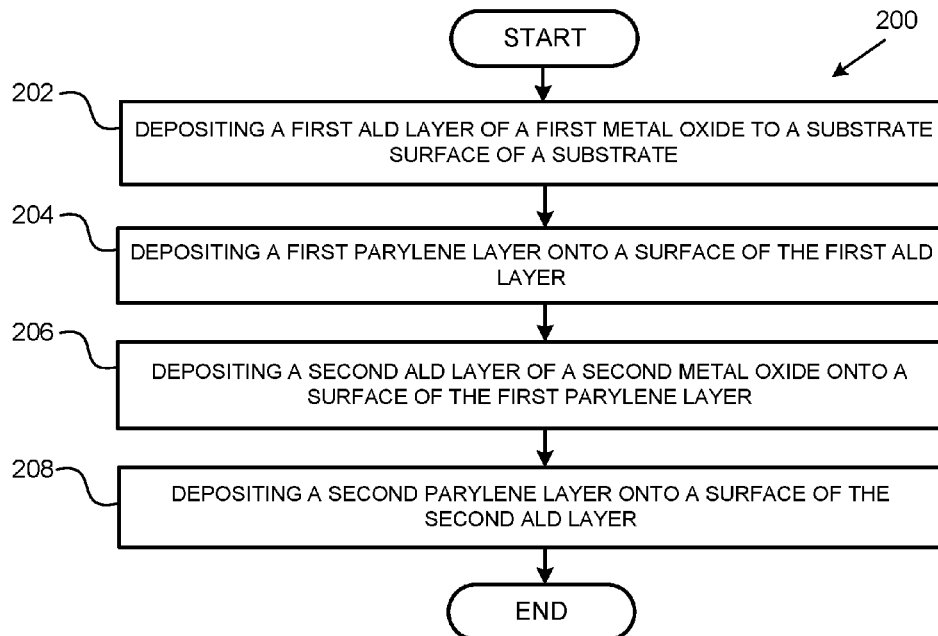 START
200
202
DEPOSITING A FIRST ALD LAYER OF A FIRST METAL OXIDE TO A SUBSTRATE
SURFACE OF A SUBSTRATE
204
DEPOSITING A FIRST PARYLENE LAYER ONTO A SURFACE OF THE FIRST ALD
LAYER
206
DEPOSITING A SECOND ALD LAYER OF A SECOND METAL OXIDE ONTO A
SURFACE OF THE FIRST PARYLENE LAYER
208
DEPOSITING A SECOND PARYLENE LAYER ONTO A SURFACE OF THE
SECOND ALD LAYER
END